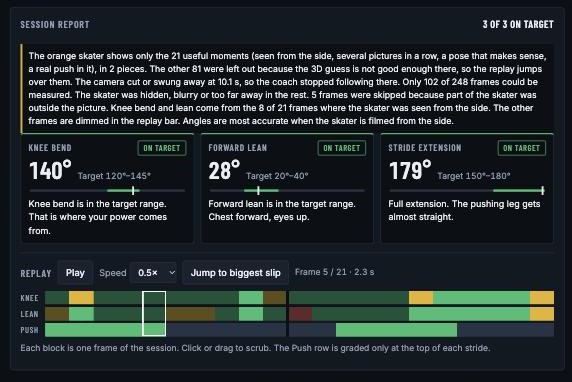 SESSION REPORT
3 OF 3 ON TARGET
The orange skater shows only the 21 useful moments (seen from the side, several pictures in a row, a pose that makes sense,
a real push in it), in 2 pieces. The other 81 were left out because the 3D guess is not good enough there, so the replay jumps
over them. The camera cut or swung away at 10.1 s, so the coach stopped following there. Only 102 of 248 frames could be
measured. The skater was hidden, blurry or too far away in the rest. 5 frames were skipped because part of the skater was
outside the picture. Knee bend and lean come from the 8 of 21 frames where the skater was seen from the side. The other
frames are dimmed in the replay bar. Angles are most accurate when the skater is filmed from the side.
KNEE BEND
ON TARGET
140° Target 120°–145°
Knee bend is in the target range.
That is where your power comes
from.
FORWARD LEAN
ON TARGET
28° Target 20°–40°
Forward lean is in the target range.
Chest forward, eyes up.
STRIDE EXTENSION
ON TARGET
179° Target 150°–180°
Full extension. The pushing leg gets
almost straight.
REPLAY Play Speed 0.5× Jump to biggest slip Frame 5 / 21 · 2.3 s
KNEE
LEAN
PUSH
Each block is one frame of the session. Click or drag to scrub. The Push row is graded only at the top of each stride.